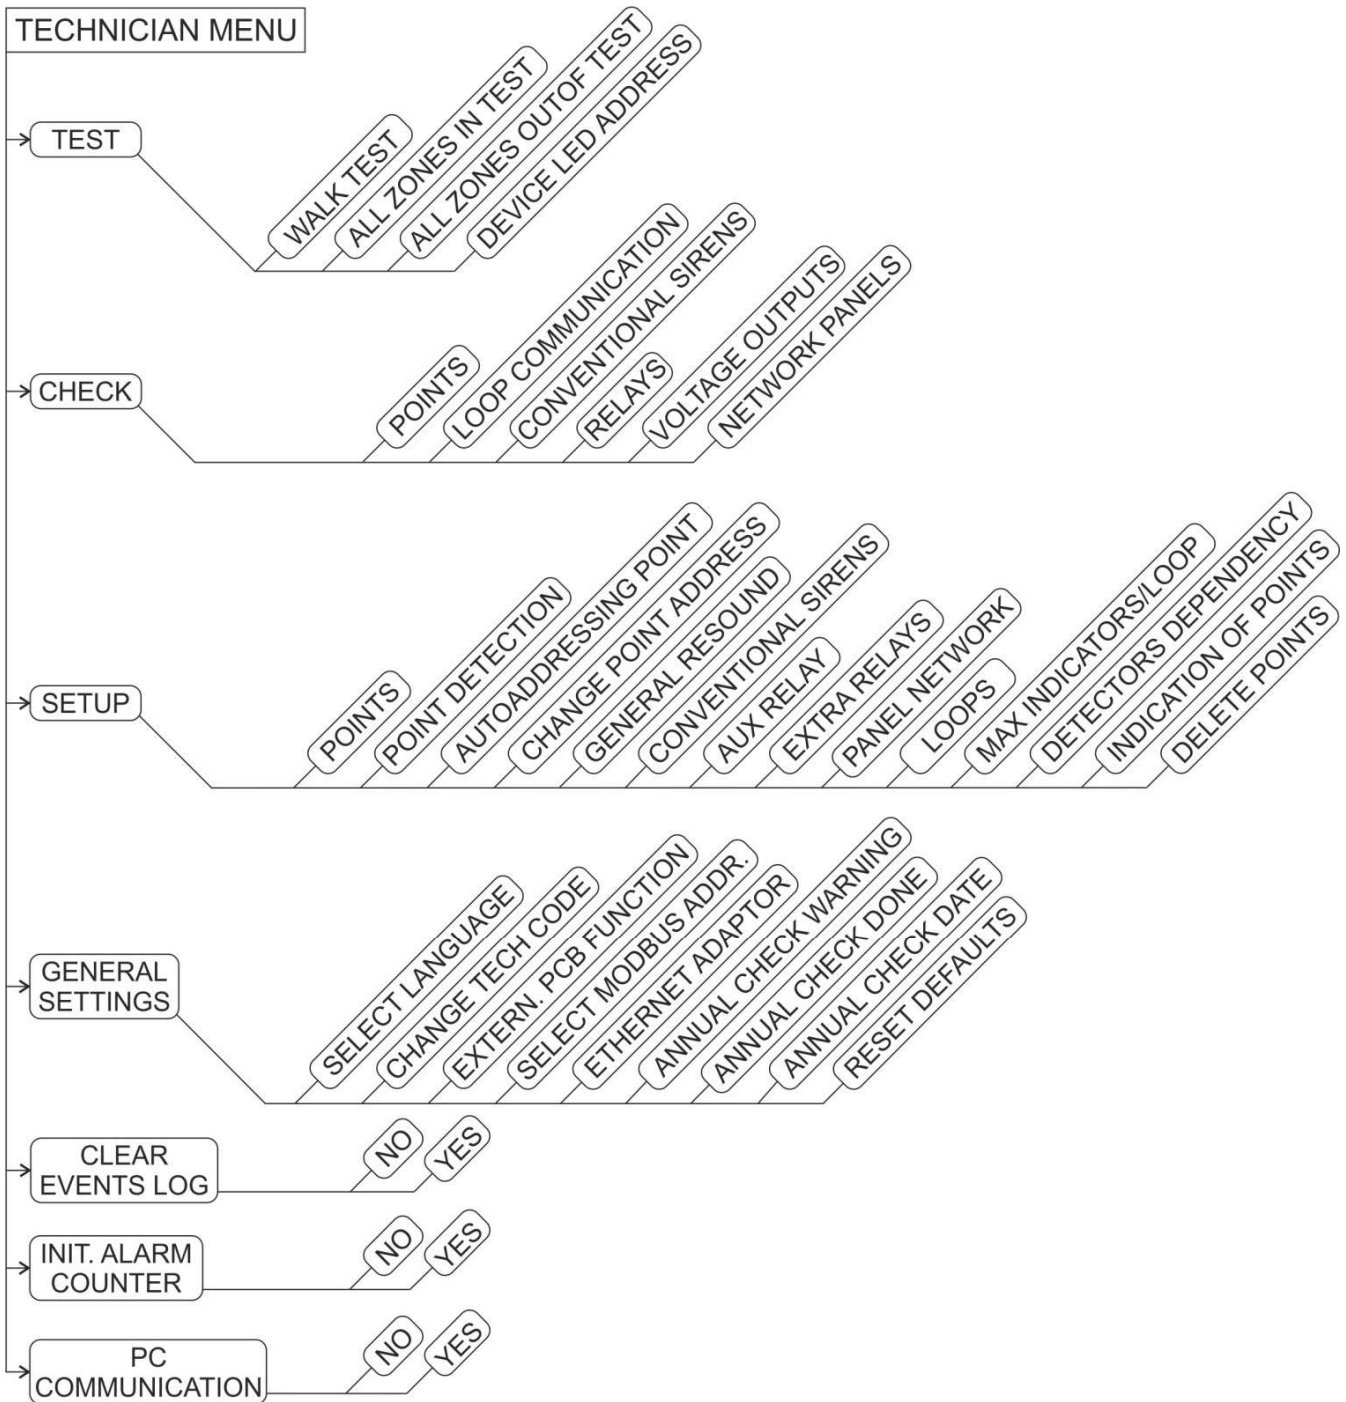 TECHNICIAN MENU
TEST
WALK TEST
ALL ZONES IN TEST
ALL ZONES OUTOF TEST
DEVICE LED ADDRESS
CHECK
POINTS
LOOP COMMUNICATION
CONVENTIONAL SIRENS
RELAYS
VOLTAGE OUTPUTS
NETWORK PANELS
SETUP
POINTS
POINT DETECTION
AUTOADDRESSING POINT
CHANGE POINT ADDRESS
GENERAL RESOUND
CONVENTIONAL SIRENS
AUX RELAY
EXTRA RELAYS
PANEL NETWORK
LOOPS
MAX INDICATORS/LOOP
DETECTORS DEPENDENCY
INDICATION OF POINTS
DELETE POINTS
GENERAL
SETTINGS
SELECT LANGUAGE
CHANGE TECH CODE
EXTERN. PCB FUNCTION
SELECT MODBUS ADDR.
ETHERNET ADAPTOR
ANNUAL CHECK WARNING
ANNUAL CHECK DONE
ANNUAL CHECK DATE
RESET DEFAULTS
CLEAR
EVENTS LOG
NO
YES
INIT. ALARM
COUNTER
NO
YES
PC
COMMUNICATION
NO
YES